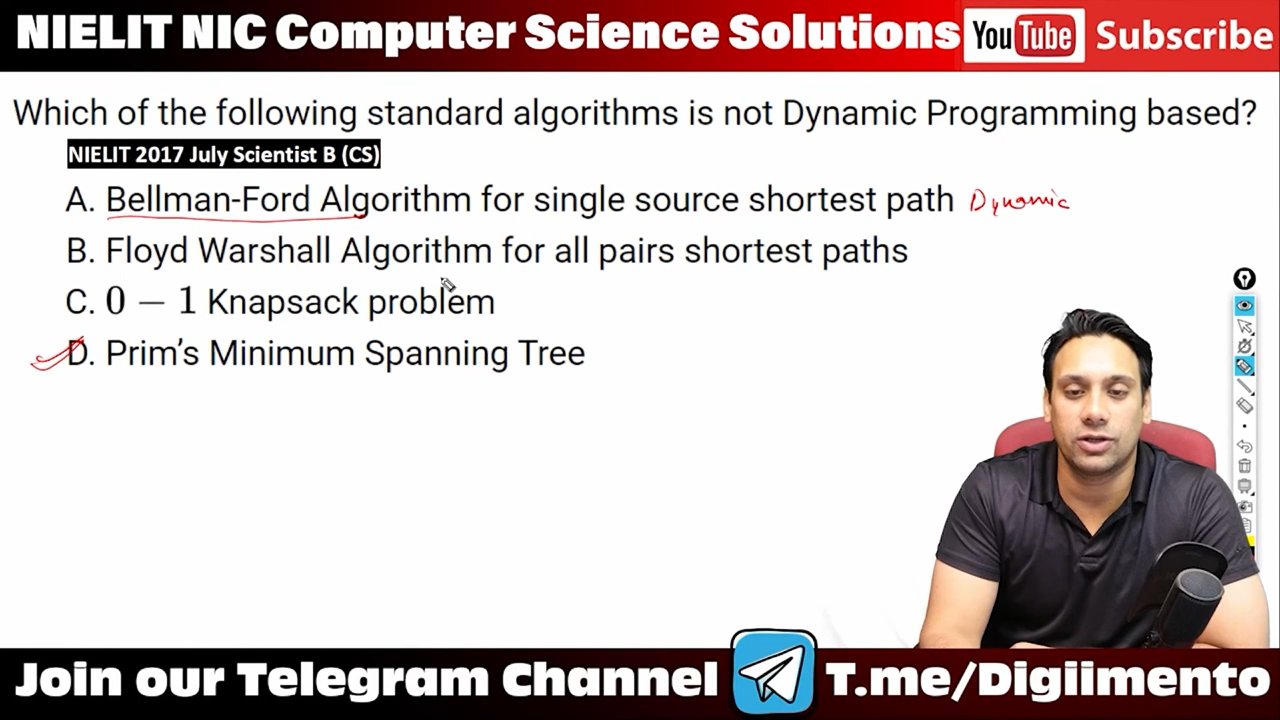 NIELIT NIC Computer Science Solutions YouTube Subscribe
Which of the following standard algorithms is not Dynamic Programming based?
NIELIT 2017 July Scientist B (CS)
A. Bellman-Ford Algorithm for single source shortest path Dynamic
B. Floyd Warshall Algorithm for all pairs shortest paths
C. 0 − 1 Knapsack problem
D. Prim's Minimum Spanning Tree
Join our Telegram Channel T.me/Digiimento